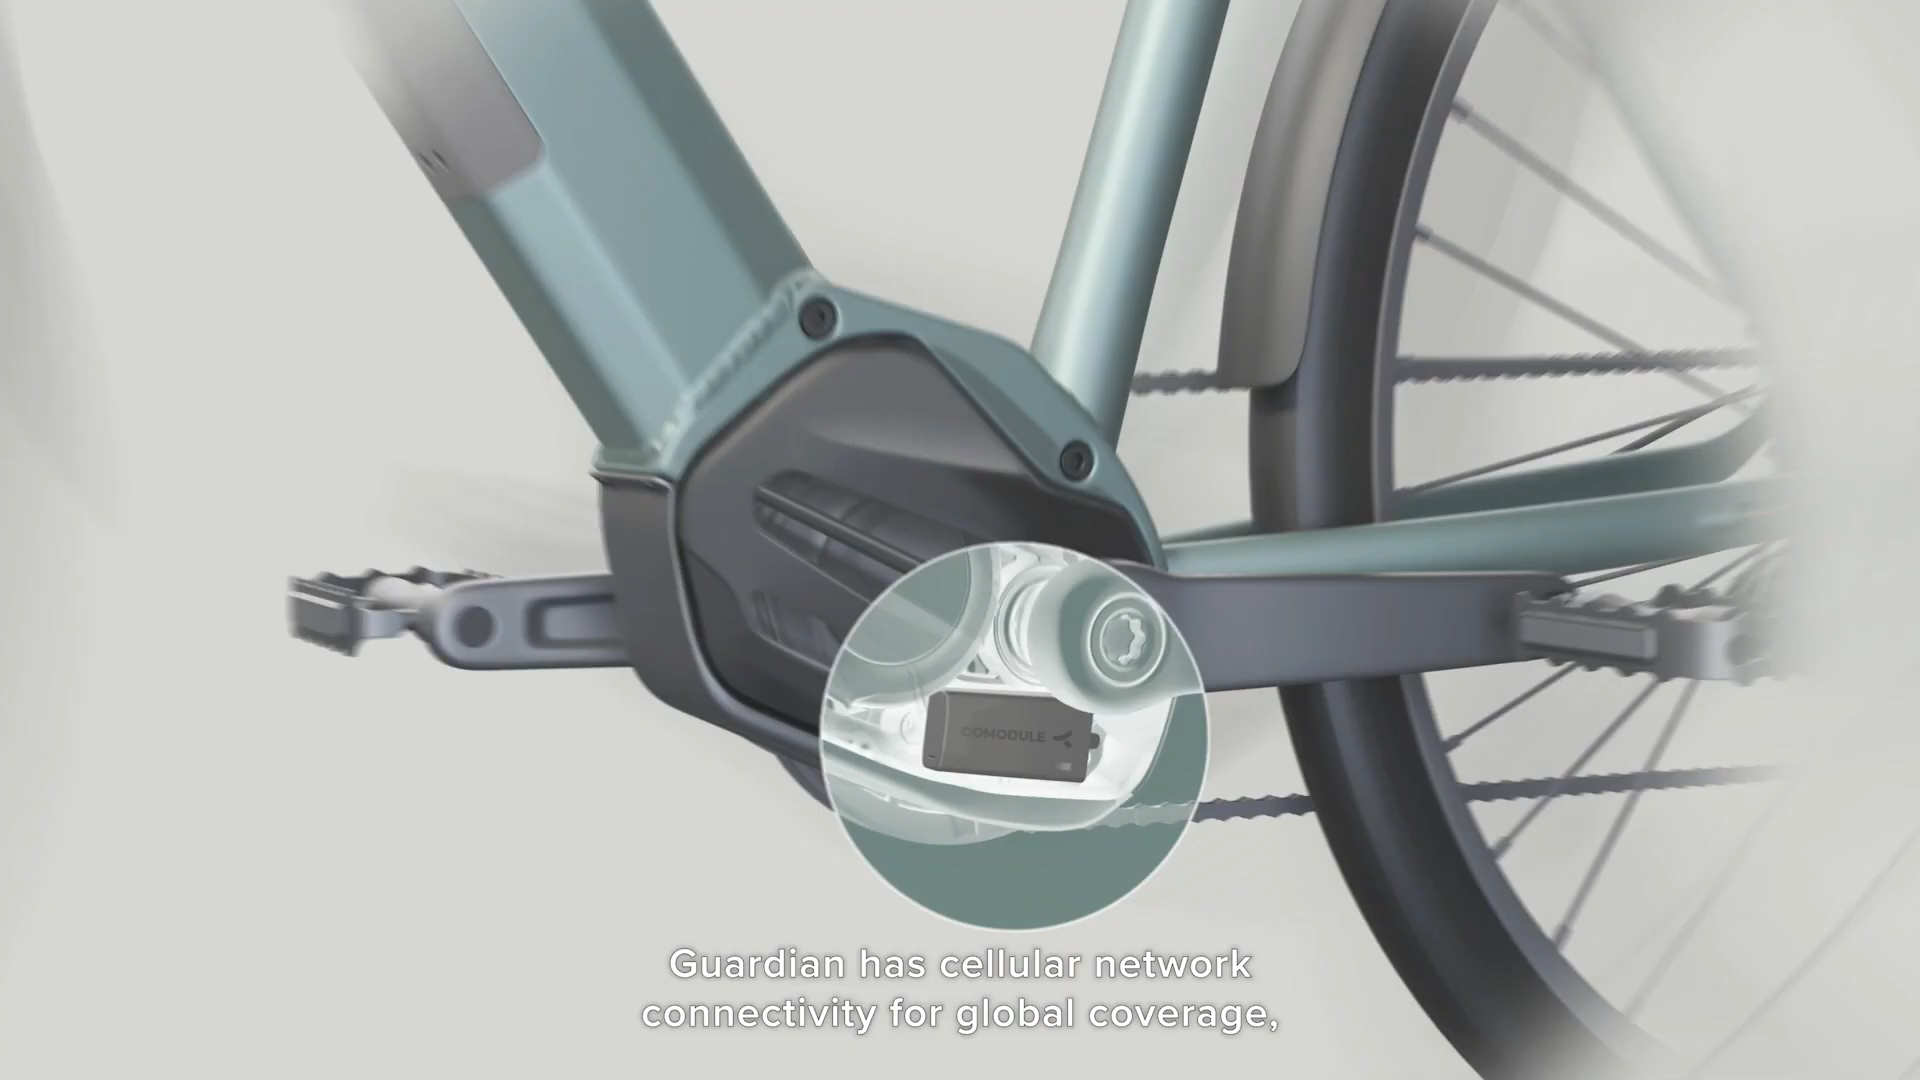 COMODULE
Guardian has cellular network
connectivity for global coverage,